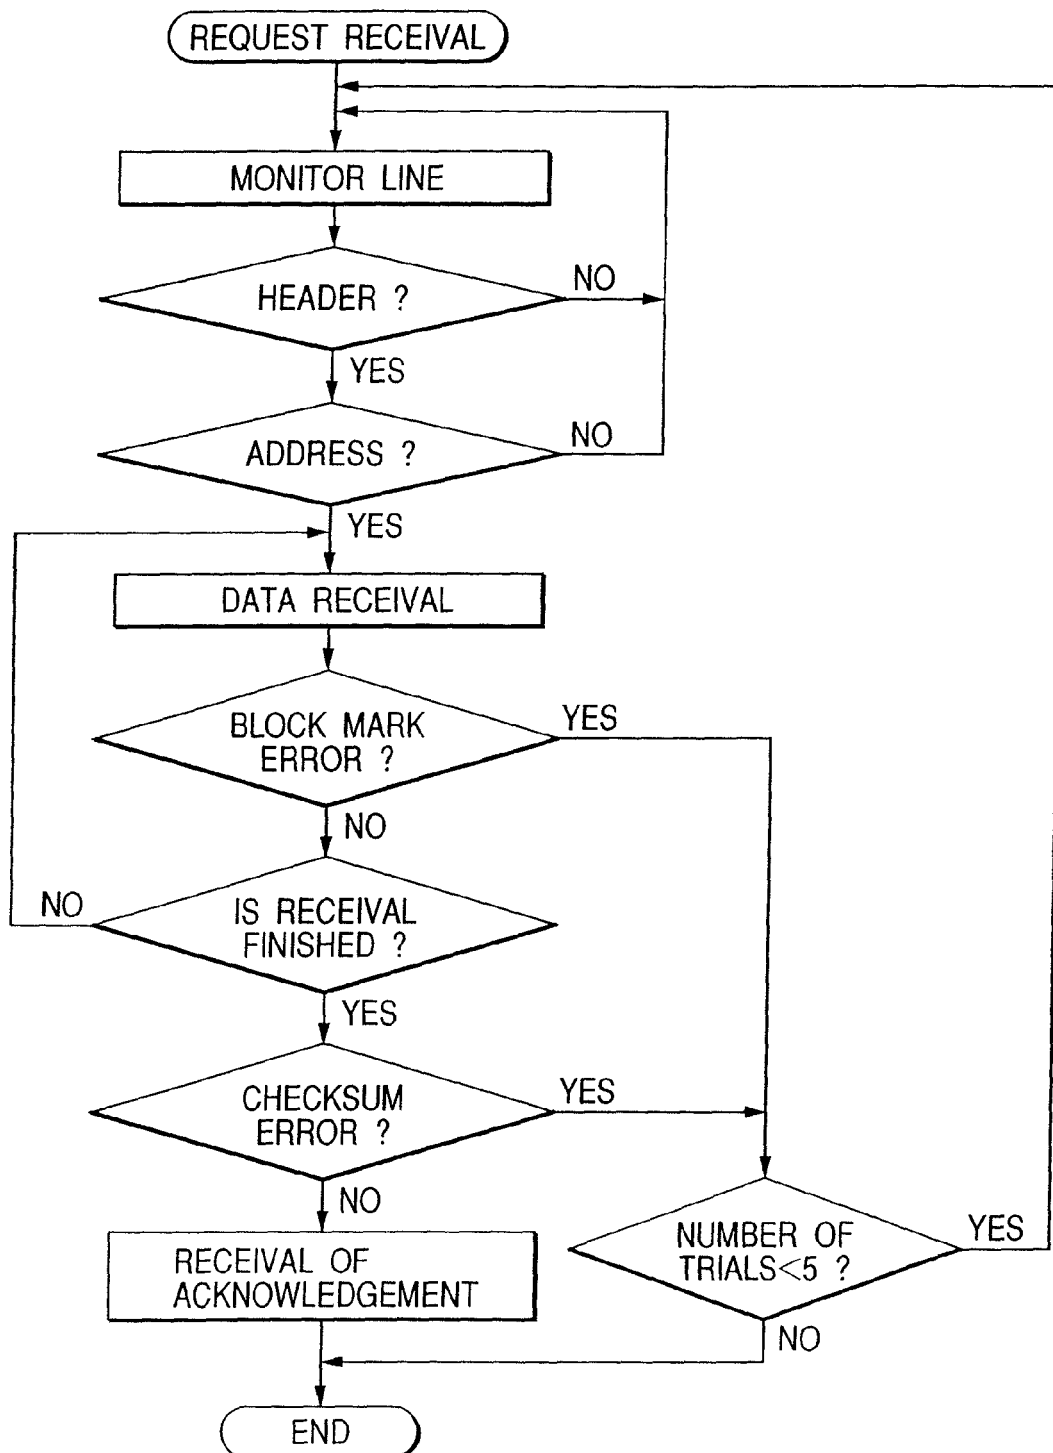 REQUEST RECEIVAL
MONITOR LINE
HEADER ?
NO
YES
ADDRESS ?
NO
YES
DATA RECEIVAL
BLOCK MARK
ERROR ?
YES
NO
IS RECEIVAL
FINISHED ?
NO
YES
CHECKSUM
ERROR ?
YES
NO
RECEIVAL OF
ACKNOWLEDGEMENT
NUMBER OF
TRIALS<5 ?
YES
NO
END